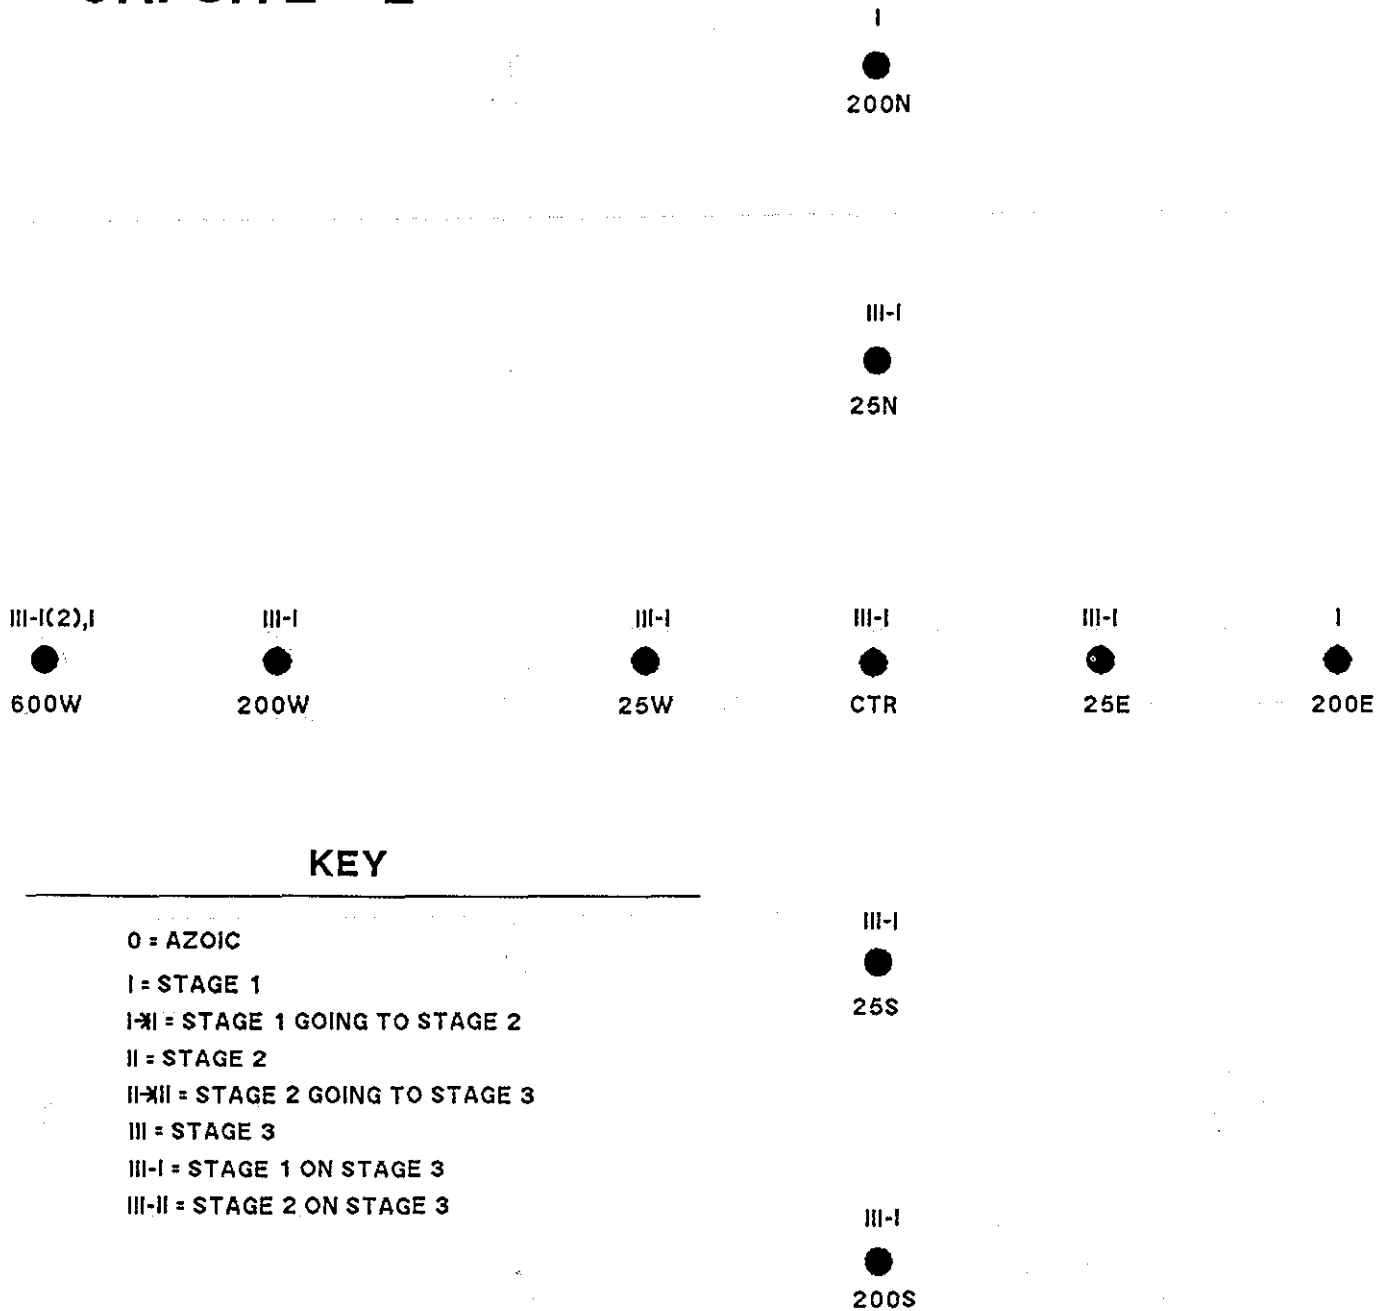 I
200N
III-I
25N
III-I(2),I III-I III-I III-I III-I I
600W 200W 25W CTR 25E 200E
KEY
0 = AZOIC
I = STAGE 1
I→II = STAGE 1 GOING TO STAGE 2
II = STAGE 2
II→III = STAGE 2 GOING TO STAGE 3
III = STAGE 3
III-I = STAGE 1 ON STAGE 3
III-II = STAGE 2 ON STAGE 3
III-I
25S
III-I
200S